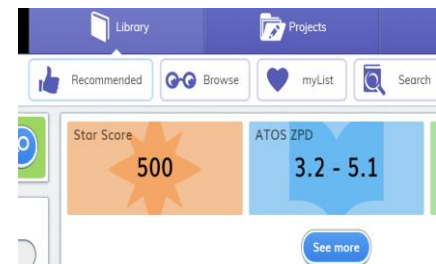 Library Projects
Recommended Browse myList Search
Star Score ATOS ZPD
500 3.2 - 5.1
See more